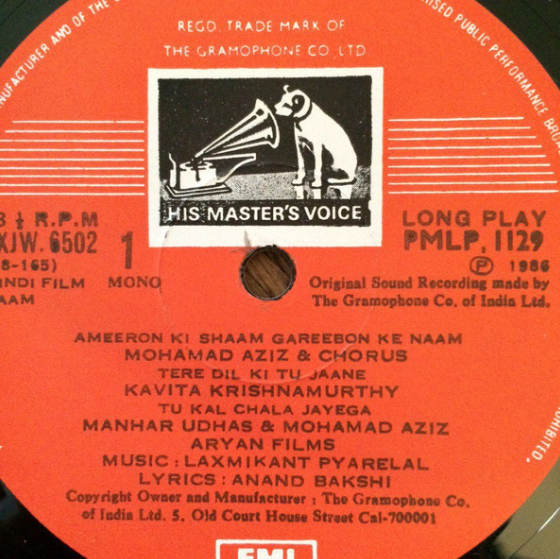 REGD. TRADE MARK OF
THE GRAMOPHONE CO. LTD.
HIS MASTER'S VOICE
R.P.M
XJW. 6502
1
MONO
LONG PLAY
PMLP. 1129
Ⓟ 1986
Original Sound Recording made by
The Gramophone Co. of India Ltd.
AMEERON KI SHAAM GAREEBON KE NAAM
MOHAMAD AZIZ & CHORUS
TERE DIL KI TU JAANE
KAVITA KRISHNAMURTHY
TU KAL CHALA JAYEGA
MANHAR UDHAS & MOHAMAD AZIZ
ARYAN FILMS
MUSIC : LAXMIKANT PYARELAL
LYRICS : ANAND BAKSHI
Copyright Owner and Manufacturer : The Gramophone Co.
of India Ltd. 5, Old Court House Street Cal-700001
EMI